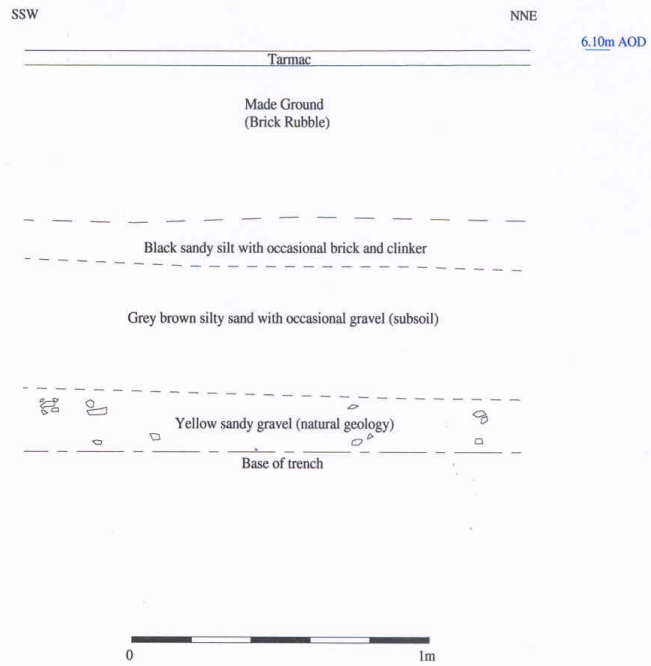 SSW
NNE
6.10m AOD
Tarmac
Made Ground
(Brick Rubble)
Black sandy silt with occasional brick and clinker
Grey brown silty sand with occasional gravel (subsoil)
Yellow sandy gravel (natural geology)
Base of trench
0
1m